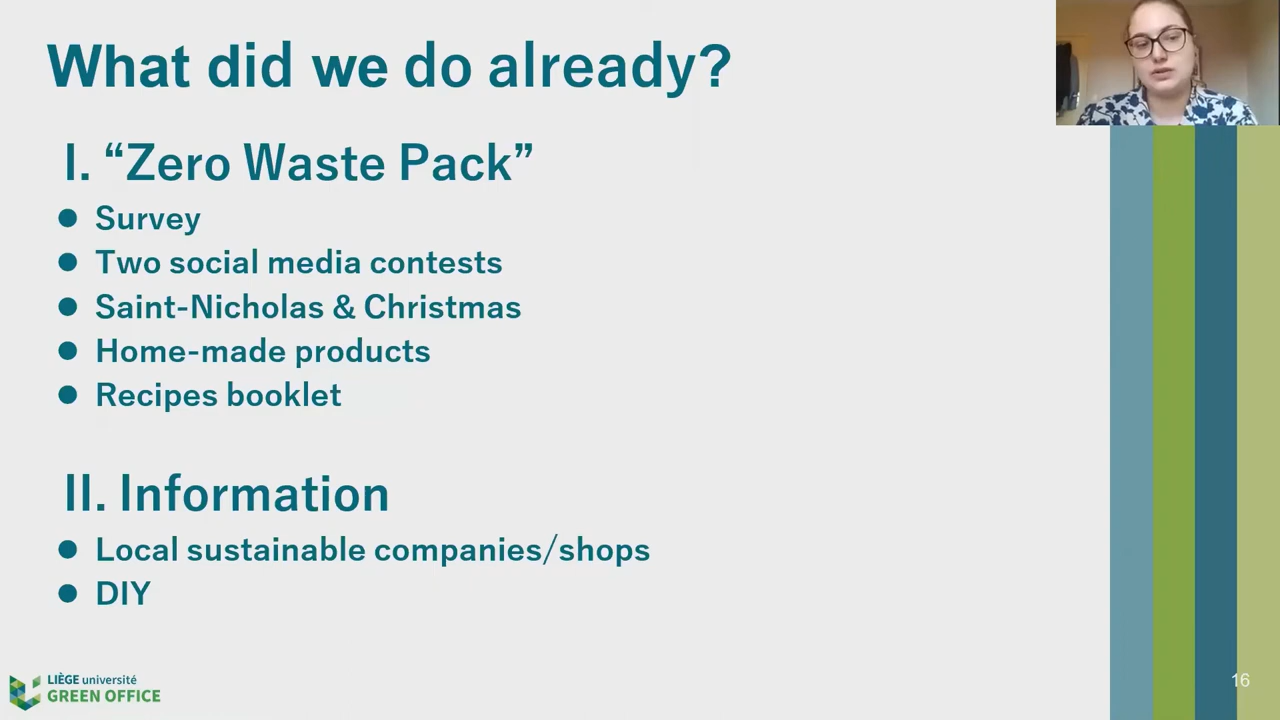 What did we do already?
I. “Zero Waste Pack”
● Survey
● Two social media contests
● Saint-Nicholas & Christmas
● Home-made products
● Recipes booklet
II. Information
● Local sustainable companies/shops
● DIY
LIÈGE université
GREEN OFFICE
16